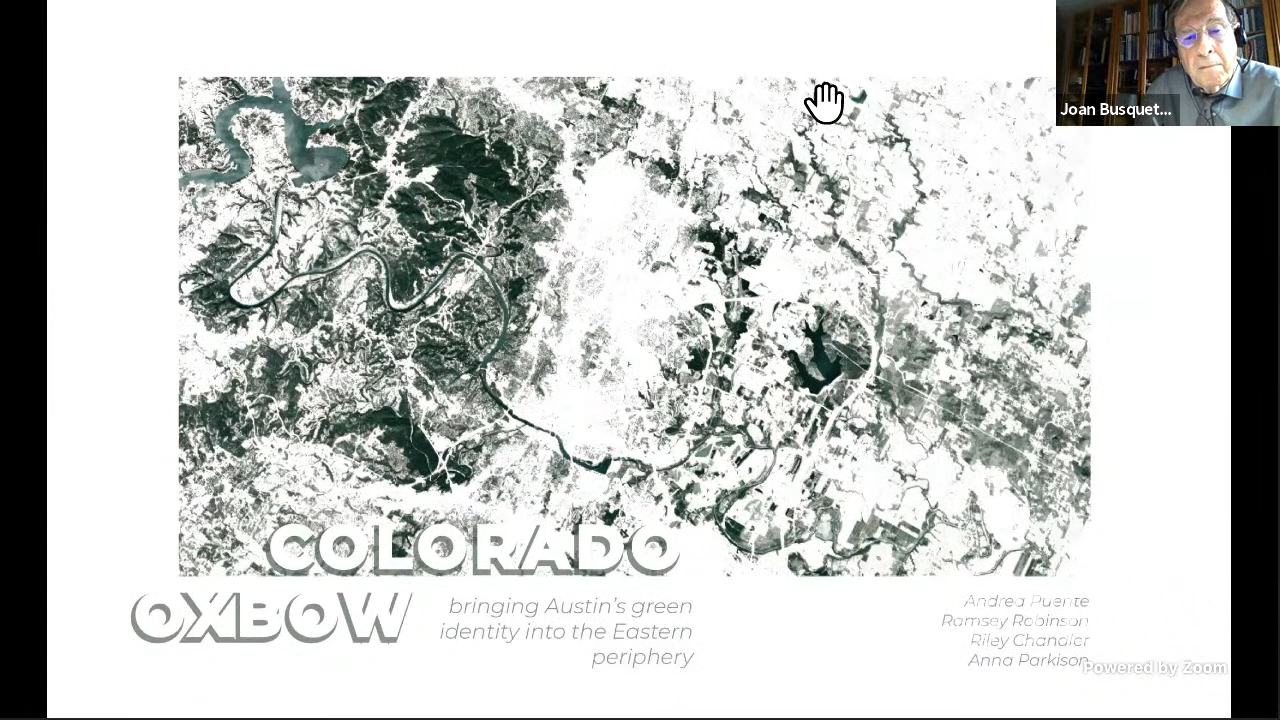 Joan Busquet...
COLORADO
OXBOW
bringing Austin's green
identity into the Eastern
periphery
Andrea Puente
Ramsey Robinson
Riley Chandler
Anna Parkison
Powered by Zoom